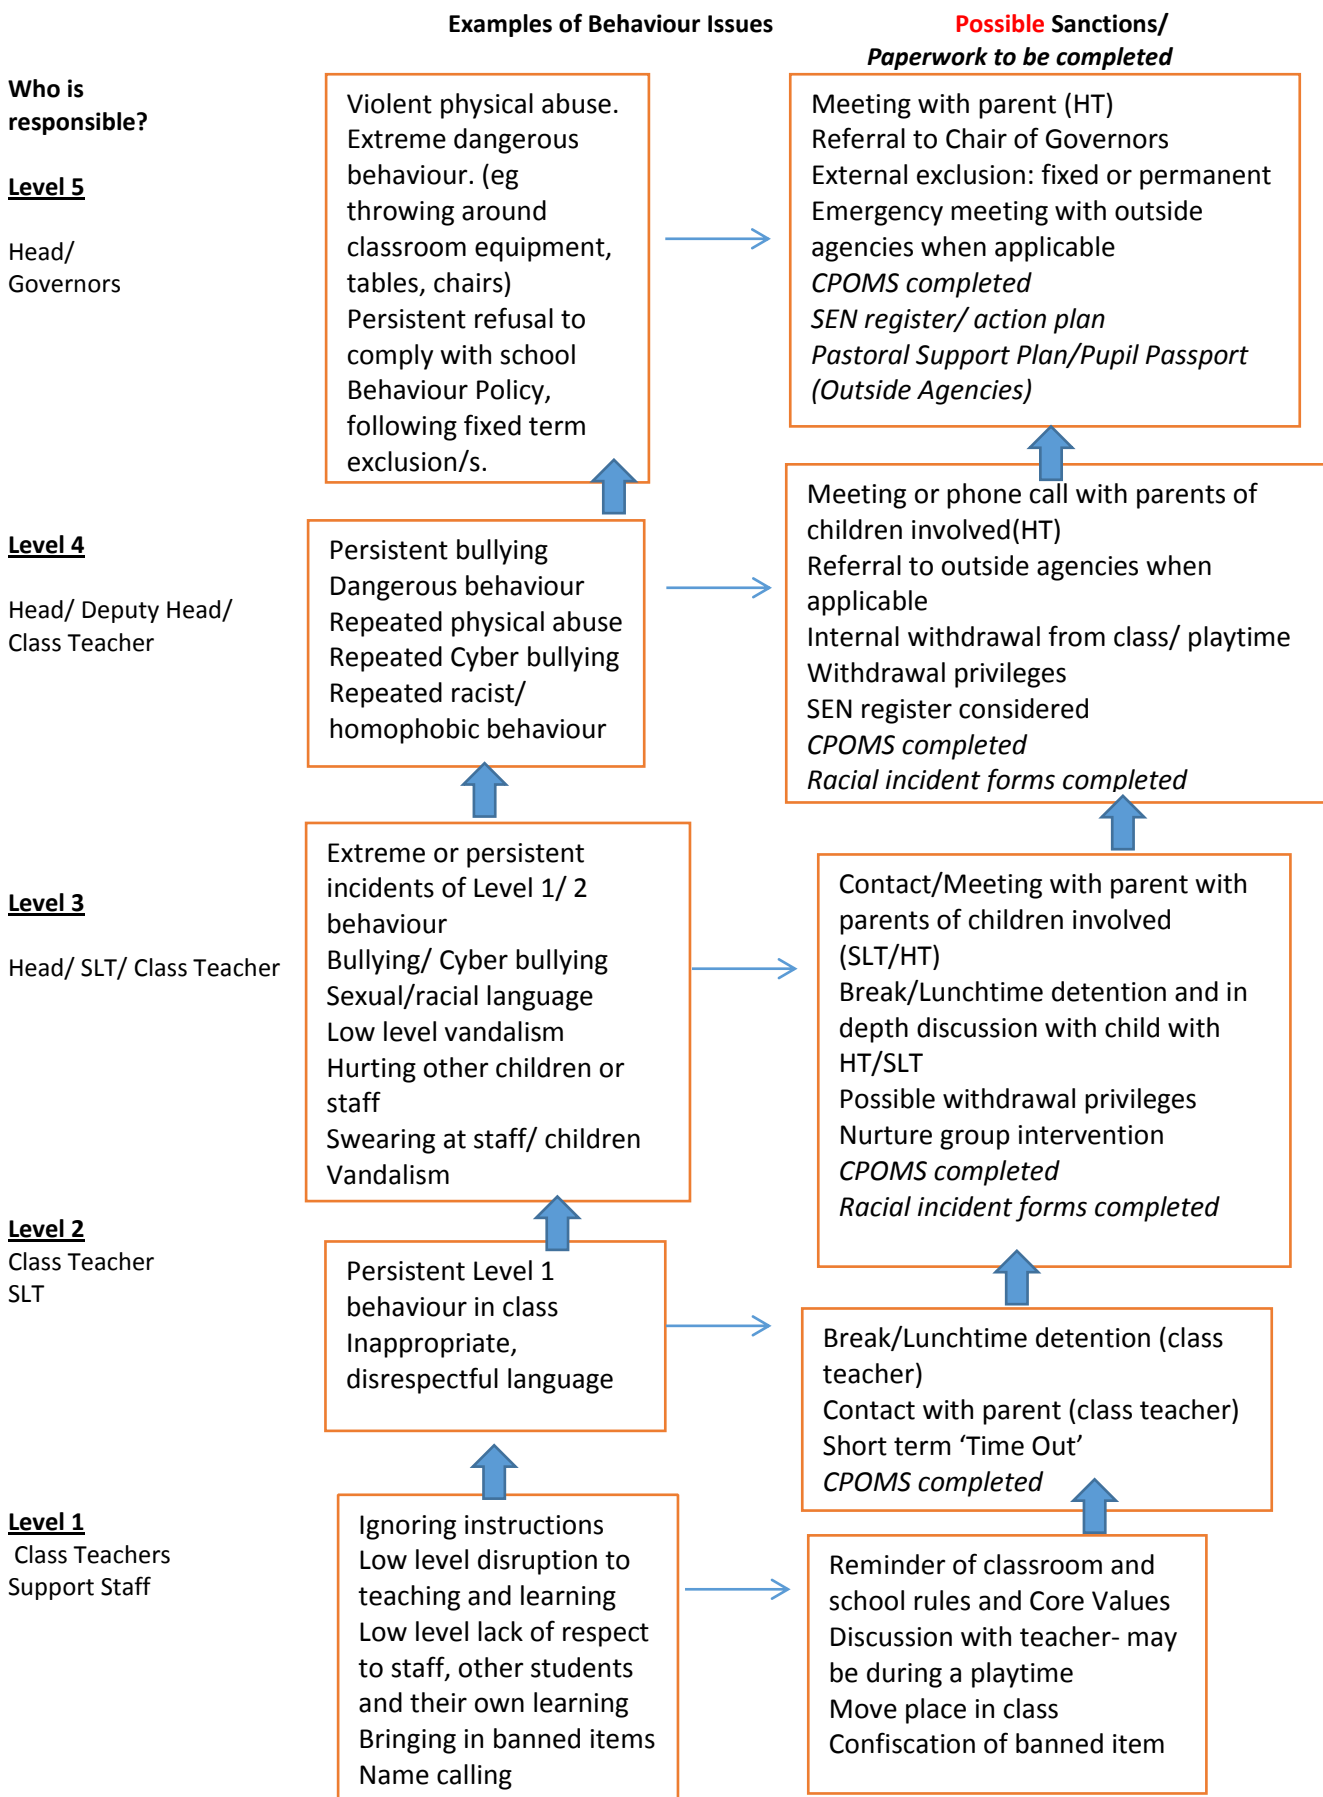 Examples of Behaviour Issues
Possible Sanctions/
Paperwork to be completed
Who is
responsible?
Level 5
Head/
Governors
Violent physical abuse.
Extreme dangerous
behaviour. (eg
throwing around
classroom equipment,
tables, chairs)
Persistent refusal to
comply with school
Behaviour Policy,
following fixed term
exclusion/s.
Meeting with parent (HT)
Referral to Chair of Governors
External exclusion: fixed or permanent
Emergency meeting with outside
agencies when applicable
CPOMS completed
SEN register/ action plan
Pastoral Support Plan/Pupil Passport
(Outside Agencies)
Level 4
Head/ Deputy Head/
Class Teacher
Persistent bullying
Dangerous behaviour
Repeated physical abuse
Repeated Cyber bullying
Repeated racist/
homophobic behaviour
Meeting or phone call with parents of
children involved(HT)
Referral to outside agencies when
applicable
Internal withdrawal from class/ playtime
Withdrawal privileges
SEN register considered
CPOMS completed
Racial incident forms completed
Level 3
Head/ SLT/ Class Teacher
Extreme or persistent
incidents of Level 1/ 2
behaviour
Bullying/ Cyber bullying
Sexual/racial language
Low level vandalism
Hurting other children or
staff
Swearing at staff/ children
Vandalism
Contact/Meeting with parent with
parents of children involved
(SLT/HT)
Break/Lunchtime detention and in
depth discussion with child with
HT/SLT
Possible withdrawal privileges
Nurture group intervention
CPOMS completed
Racial incident forms completed
Level 2
Class Teacher
SLT
Persistent Level 1
behaviour in class
Inappropriate,
disrespectful language
Break/Lunchtime detention (class
teacher)
Contact with parent (class teacher)
Short term ‘Time Out’
CPOMS completed
Level 1
Class Teachers
Support Staff
Ignoring instructions
Low level disruption to
teaching and learning
Low level lack of respect
to staff, other students
and their own learning
Bringing in banned items
Name calling
Reminder of classroom and
school rules and Core Values
Discussion with teacher- may
be during a playtime
Move place in class
Confiscation of banned item